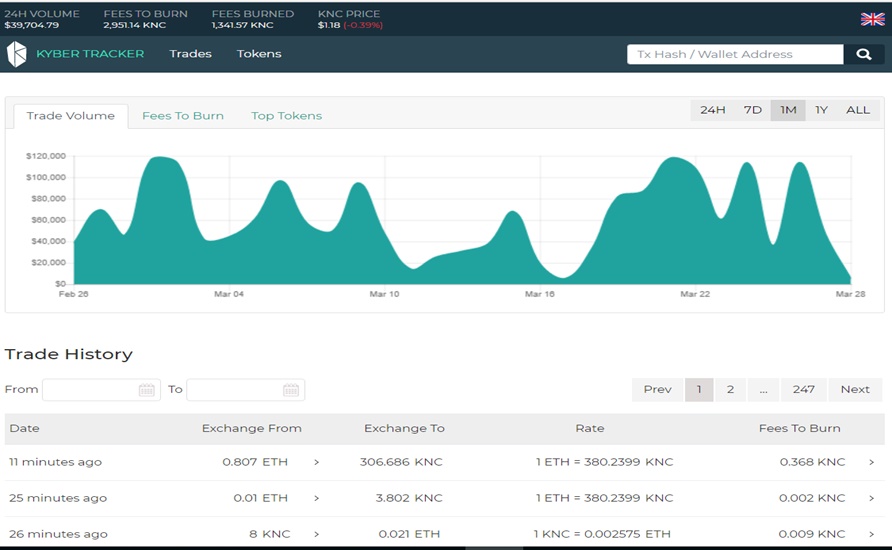 24H VOLUME FEES TO BURN FEES BURNED KNC PRICE
$39,704.79 2,951.14 KNC 1,341.57 KNC $1.18 (-0.39%)
KYBER TRACKER Trades Tokens Tx Hash / Wallet Address
Trade Volume Fees To Burn Top Tokens 24H 7D 1M 1Y ALL
$120,000
$100,000
$80,000
$60,000
$40,000
$20,000
$0
Feb 26 Mar 04 Mar 10 Mar 16 Mar 22 Mar 28
Trade History
From To Prev 1 2 ... 247 Next
Date Exchange From Exchange To Rate Fees To Burn
11 minutes ago 0.807 ETH > 306.686 KNC 1 ETH = 380.2399 KNC 0.368 KNC >
25 minutes ago 0.01 ETH > 3.802 KNC 1 ETH = 380.2399 KNC 0.002 KNC >
26 minutes ago 8 KNC > 0.021 ETH 1 KNC = 0.002575 ETH 0.009 KNC >